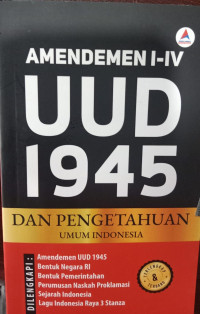 AMENDEMEN I-IV
UUD
1945
DAN PENGETAHUAN
UMUM INDONESIA
DILENGKAPI :
Amendemen UUD 1945
Bentuk Negara RI
Bentuk Pemerintahan
Perumusan Naskah Proklamasi
Sejarah Indonesia
Lagu Indonesia Raya 3 Stanza
&